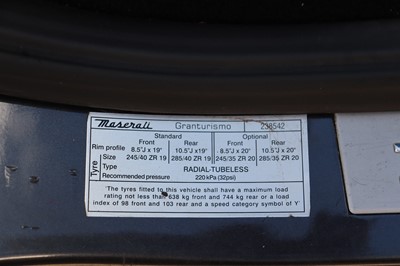 Maserati Granturismo 238542
Standard Optional
Front Rear Front Rear
Rim profile 8.5"J x 19" 10.5"J x19" 8.5"J x 20" 10.5"J x 20"
Tyre Size 245/40 ZR 19 285/40 ZR 19 245/35 ZR 20 285/35 ZR 20
Type RADIAL-TUBELESS
Recommended pressure 220 kPa (32psi)
'The tyres fitted to this vehicle shall have a maximum load
rating not less than 638 kg front and 744 kg rear or a load
index of 98 front and 103 rear and a speed category symbol of Y'